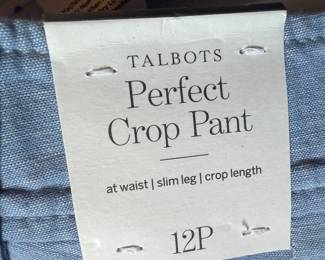 TALBOTS
Perfect
Crop Pant
at waist | slim leg | crop length
12P